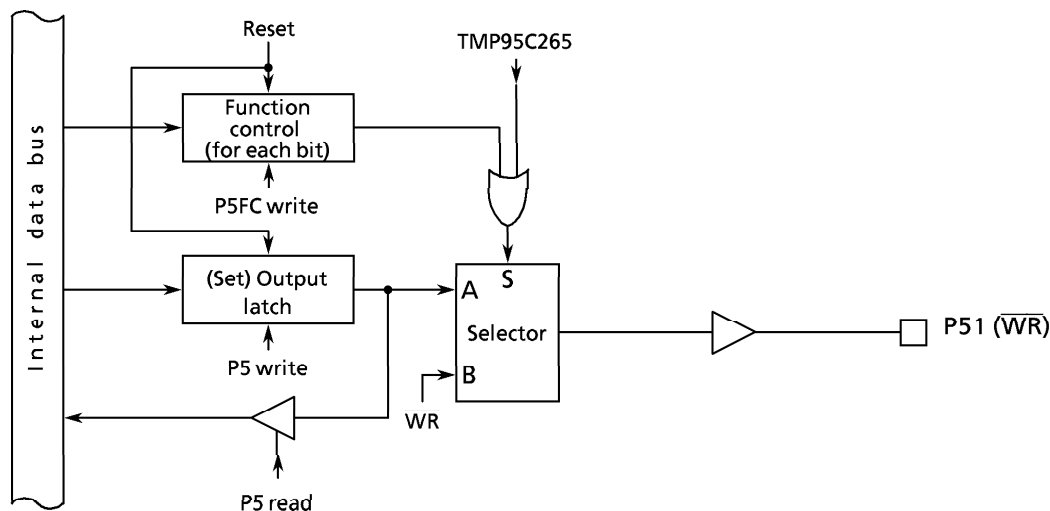 Reset
TMP95C265
Function
control
(for each bit)
P5FC write
Internal data bus
(Set) Output
latch
P5 write
S
A
Selector
B
WR
P51 (W̅R̅)
P5 read